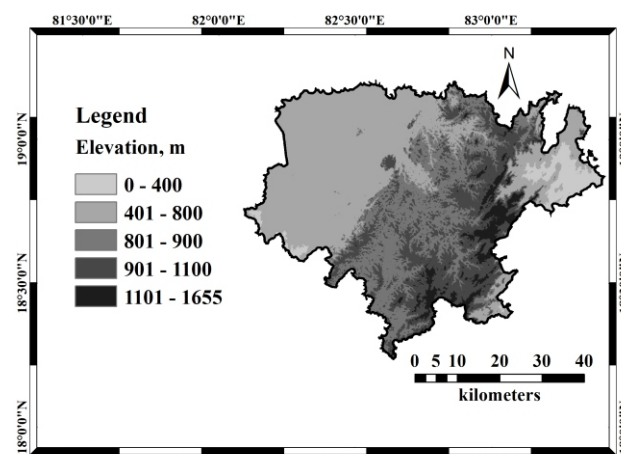 81°30'0"E 82°0'0"E 82°30'0"E 83°0'0"E
N
Legend
Elevation, m
0 - 400
401 - 800
801 - 900
901 - 1100
1101 - 1655
19°0'0"N
18°30'0"N
18°0'0"N
0 5 10 20 30 40
kilometers